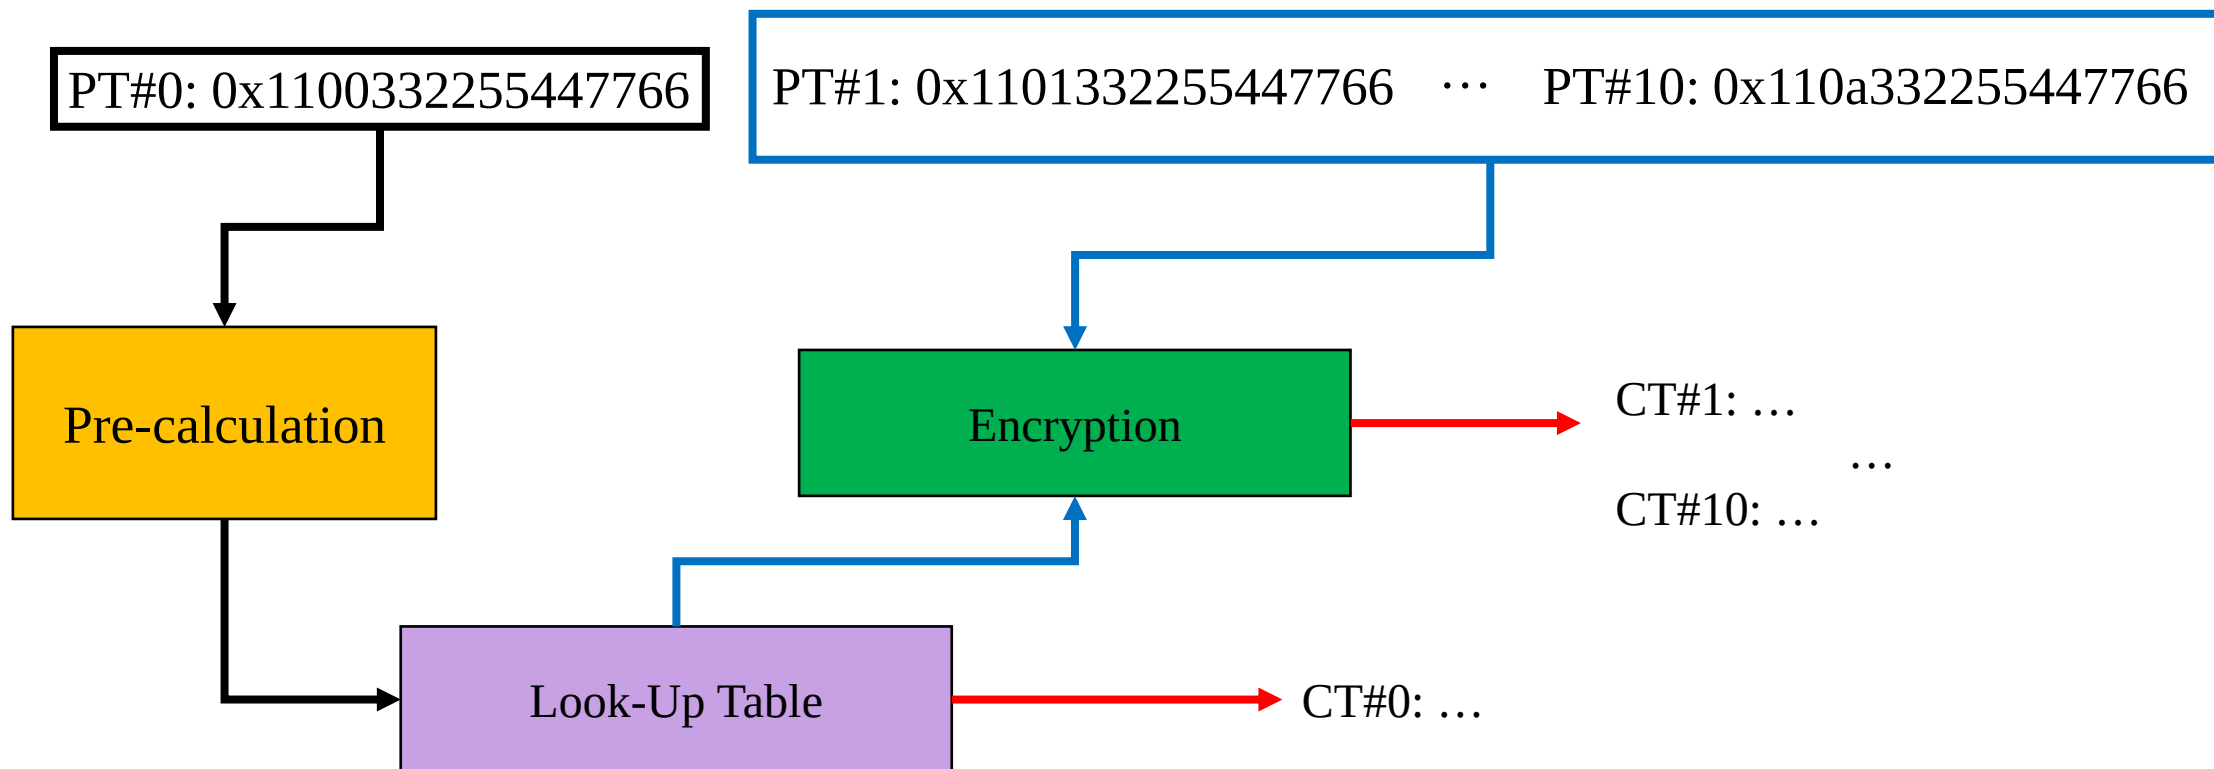 PT#0: 0x1100332255447766
PT#1: 0x1101332255447766 ··· PT#10: 0x110a332255447766
Pre-calculation
Encryption
CT#1: …
…
CT#10: …
Look-Up Table
CT#0: …